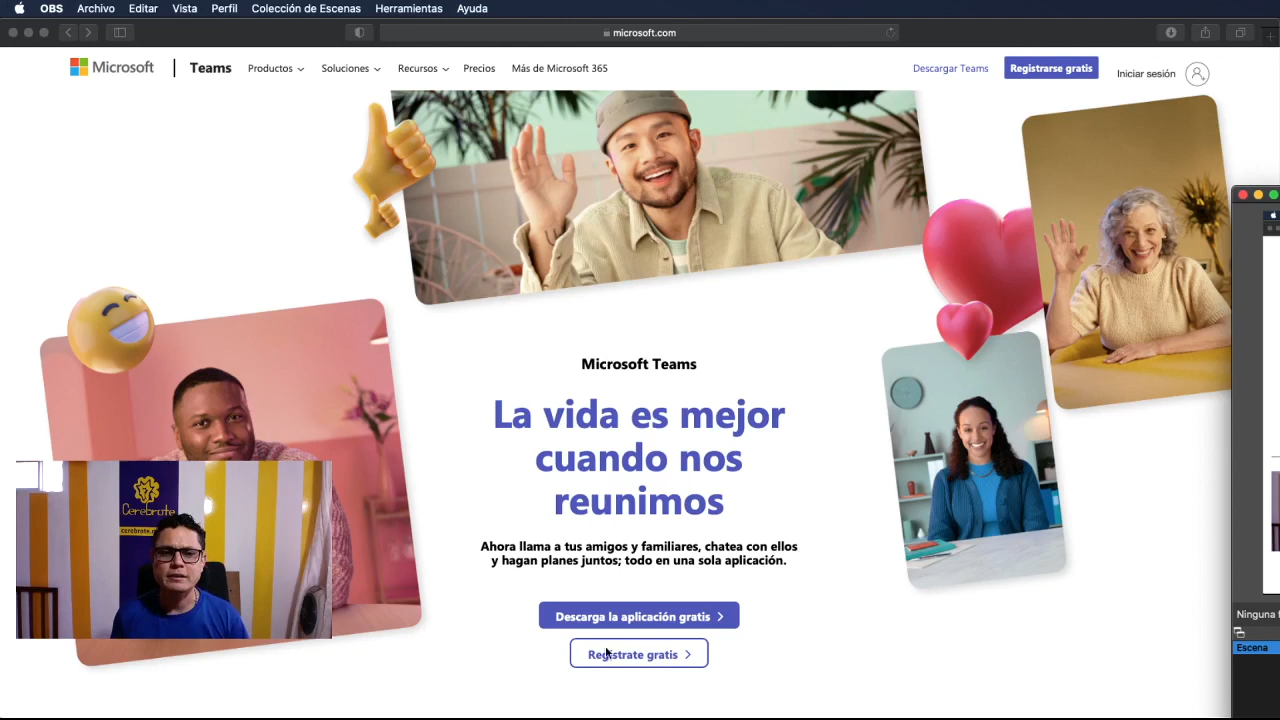 OBS Archivo Editar Vista Perfil Colección de Escenas Herramientas Ayuda
microsoft.com
Microsoft Teams Productos Soluciones Recursos Precios Más de Microsoft 365 Descargar Teams Registrarse gratis Iniciar sesión
Microsoft Teams
La vida es mejor
cuando nos
reunimos
Ahora llama a tus amigos y familiares, chatea con ellos
y hagan planes juntos; todo en una sola aplicación.
Descarga la aplicación gratis
Regístrate gratis
Cerebrote
Ninguna
Escena